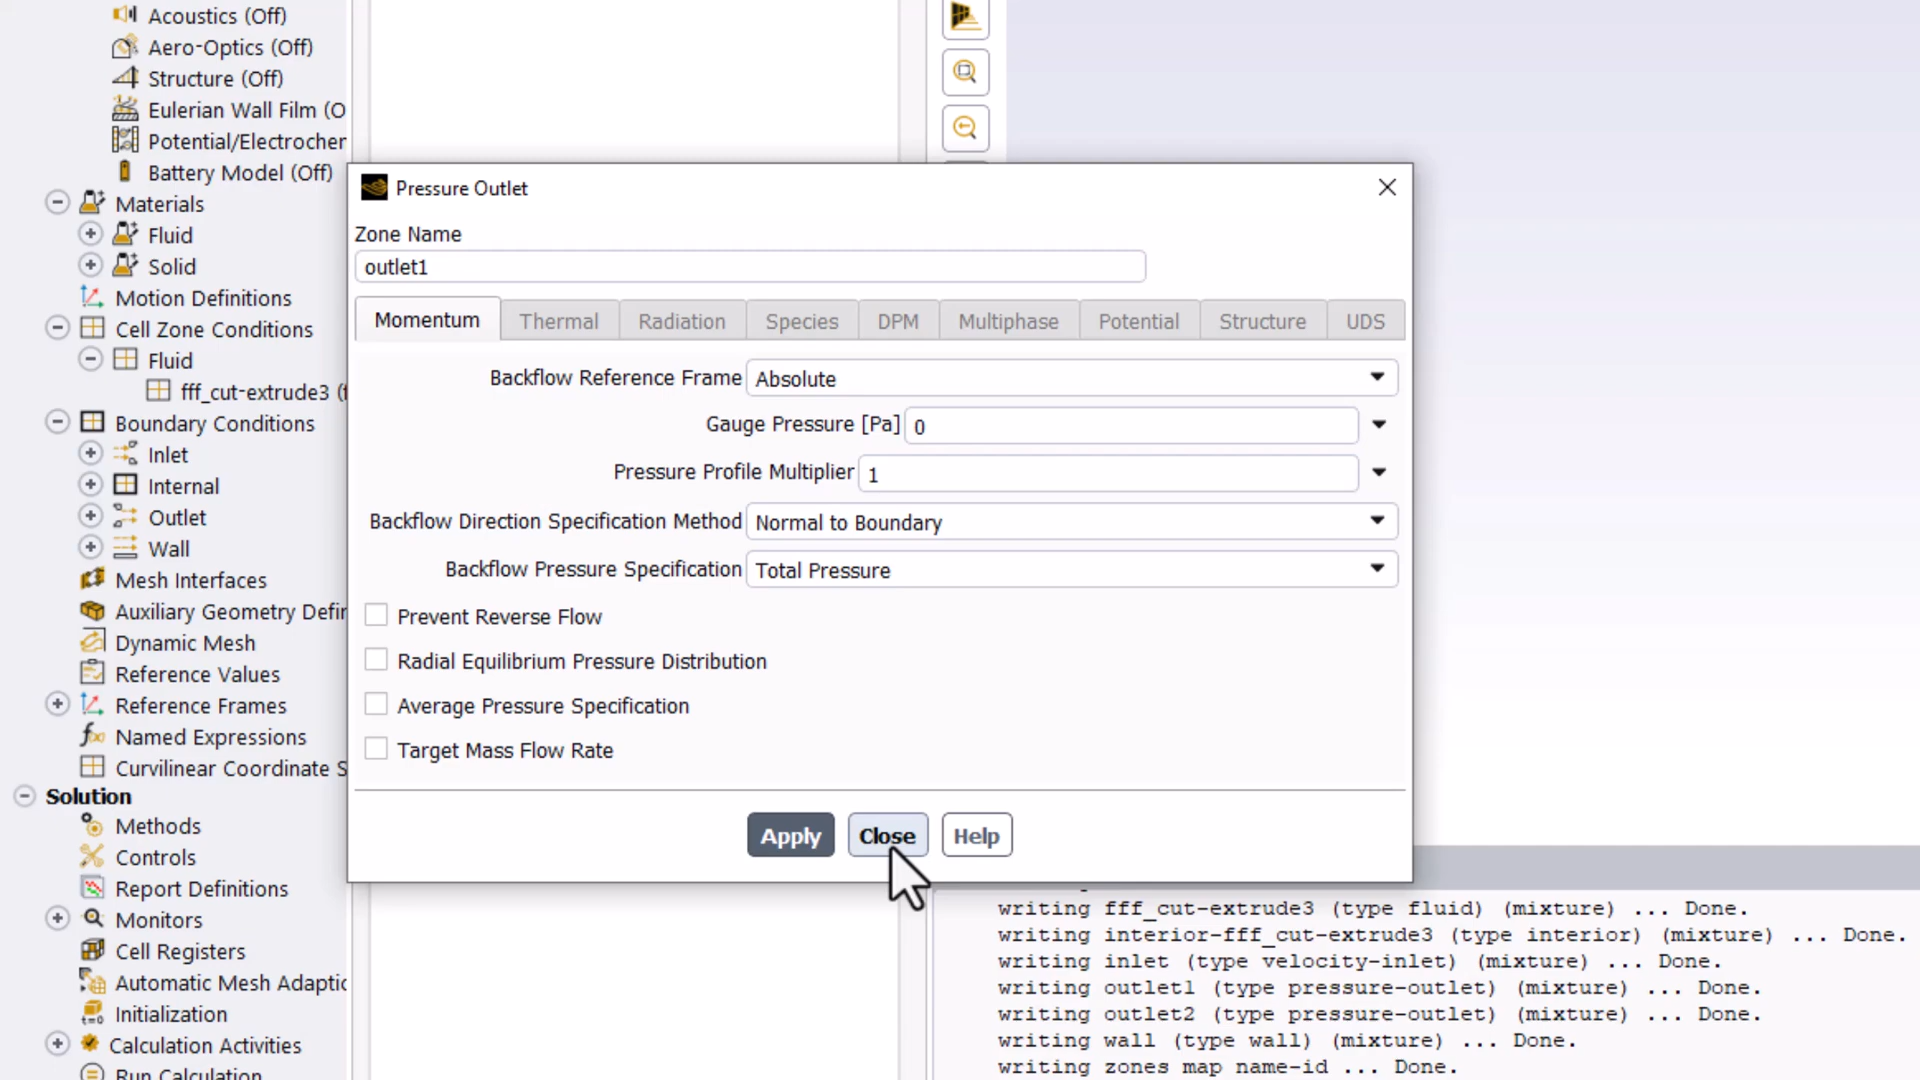 Acoustics (Off)
Aero-Optics (Off)
Structure (Off)
Eulerian Wall Film (O
Potential/Electrocher
Battery Model (Off)
Materials
Fluid
Solid
Motion Definitions
Cell Zone Conditions
Fluid
fff_cut-extrude3 (f
Boundary Conditions
Inlet
Internal
Outlet
Wall
Mesh Interfaces
Auxiliary Geometry Defin
Dynamic Mesh
Reference Values
Reference Frames
Named Expressions
Curvilinear Coordinate S
Solution
Methods
Controls
Report Definitions
Monitors
Cell Registers
Automatic Mesh Adaptic
Initialization
Calculation Activities
Run Calculation
Pressure Outlet
Zone Name
outlet1
Momentum Thermal Radiation Species DPM Multiphase Potential Structure UDS
Backflow Reference Frame Absolute
Gauge Pressure [Pa] 0
Pressure Profile Multiplier 1
Backflow Direction Specification Method Normal to Boundary
Backflow Pressure Specification Total Pressure
Prevent Reverse Flow
Radial Equilibrium Pressure Distribution
Average Pressure Specification
Target Mass Flow Rate
Apply Close Help
writing fff_cut-extrude3 (type fluid) (mixture) ... Done.
writing interior-fff_cut-extrude3 (type interior) (mixture) ... Done.
writing inlet (type velocity-inlet) (mixture) ... Done.
writing outlet1 (type pressure-outlet) (mixture) ... Done.
writing outlet2 (type pressure-outlet) (mixture) ... Done.
writing wall (type wall) (mixture) ... Done.
writing zones map name-id ... Done.